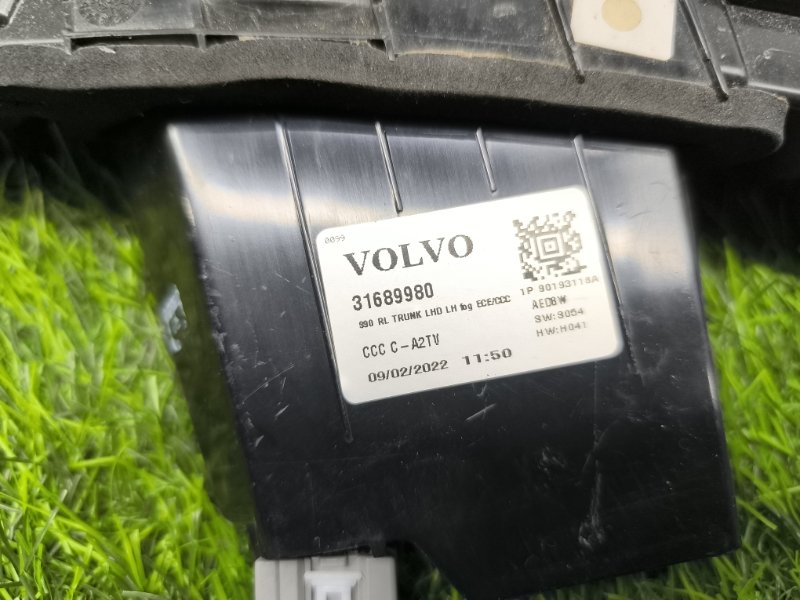 0099
VOLVO
31689980
990 RL TRUNK LHD LH fog ECE/CCC
CCC C-A2TV
09/02/2022 11:50
1P 90193118A
AEDBW
SW:3054
HW:H041